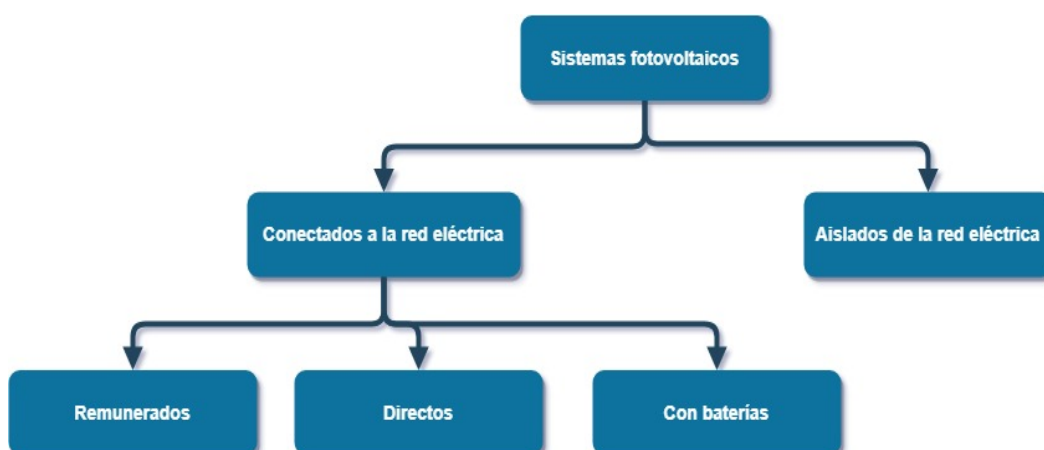 Sistemas fotovoltaicos
Conectados a la red eléctrica
Aislados de la red eléctrica
Remunerados
Directos
Con baterías